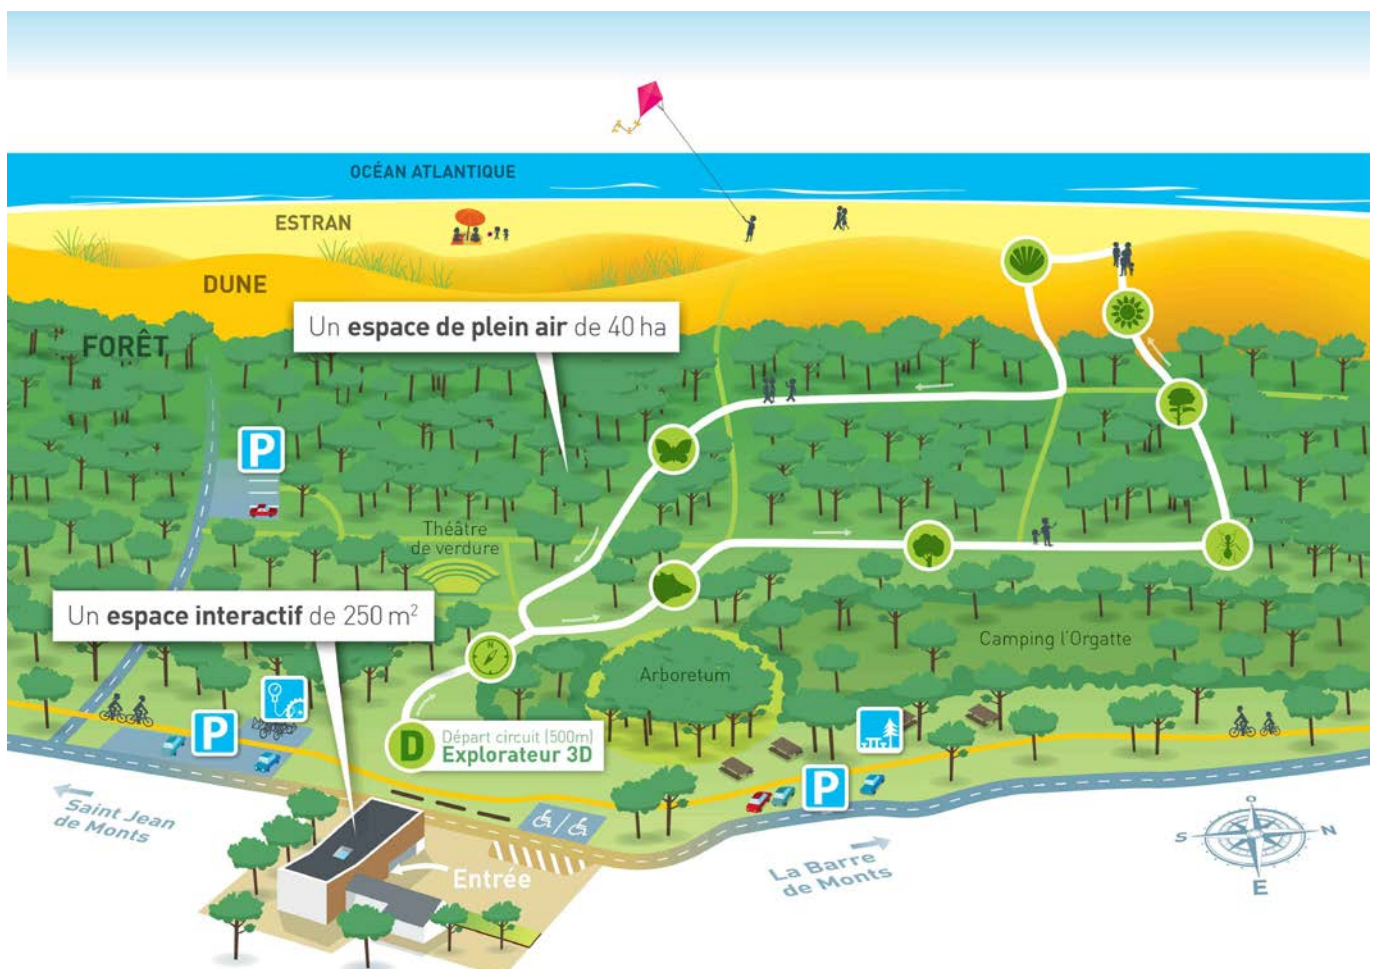 OCÉAN ATLANTIQUE
ESTRAN
DUNE
Un espace de plein air de 40 ha
FORÊT
P
Théâtre
de verdure
Un espace interactif de 250 m²
N
Camping l'Orgatte
Arboretum
P
D
Départ circuit (500m)
Explorateur 3D
P
Saint Jean
de Monts
La Barre
de Monts
Entrée
O
S
N
E